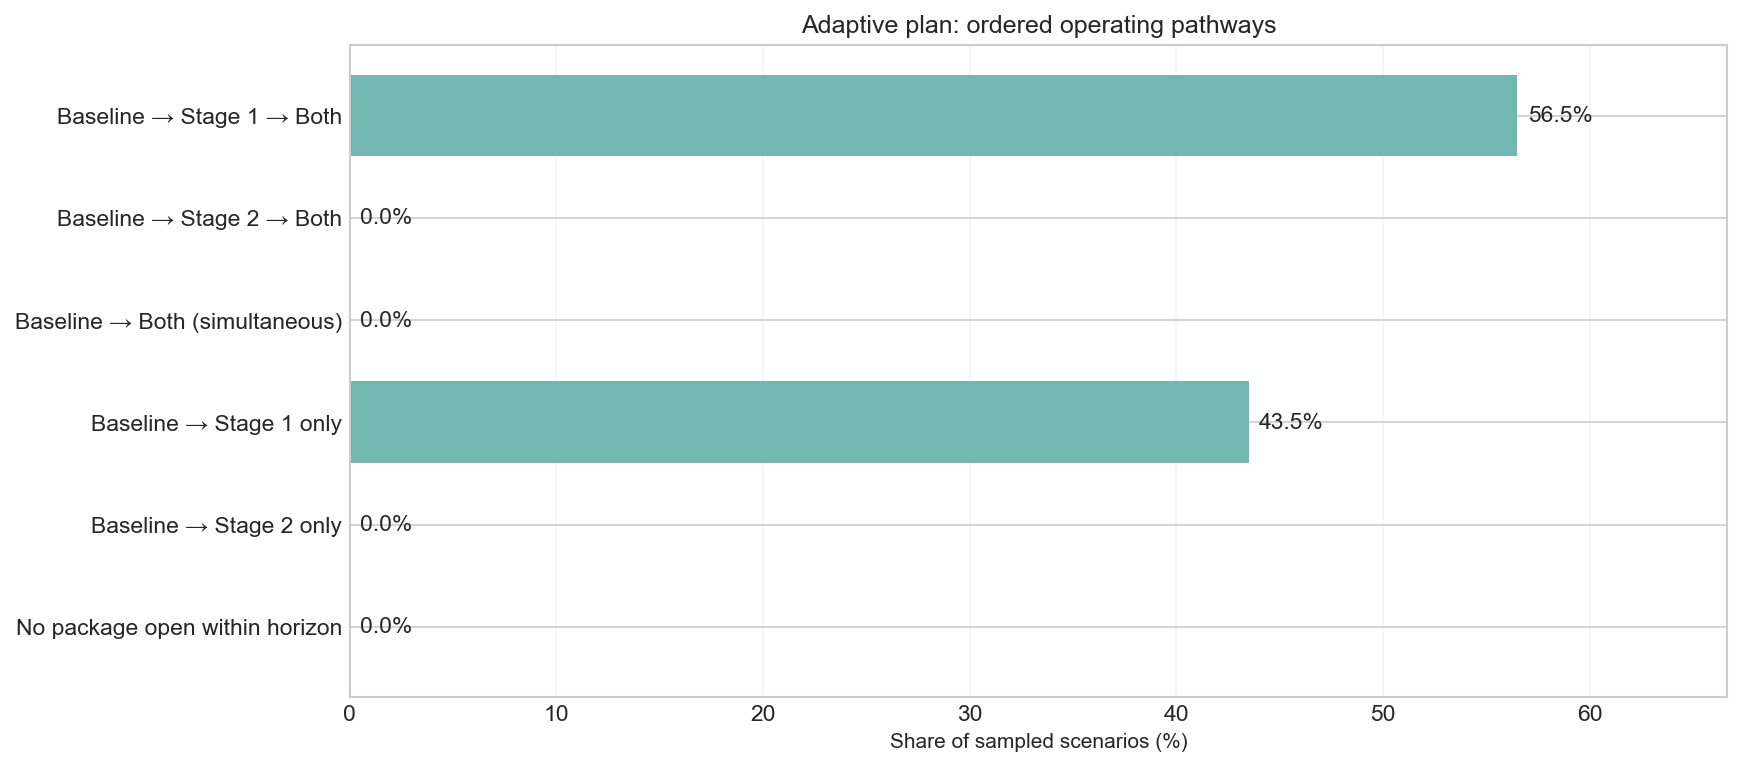 Adaptive plan: ordered operating pathways
Baseline → Stage 1 → Both
56.5%
Baseline → Stage 2 → Both
0.0%
Baseline → Both (simultaneous)
0.0%
Baseline → Stage 1 only
43.5%
Baseline → Stage 2 only
0.0%
No package open within horizon
0.0%
0 10 20 30 40 50 60
Share of sampled scenarios (%)